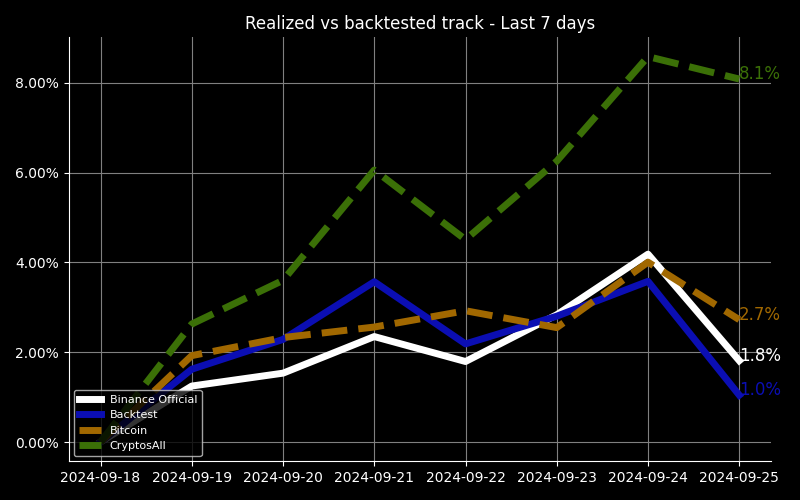 Realized vs backtested track - Last 7 days
8.00%
6.00%
4.00%
2.00%
0.00%
8.1%
2.7%
1.8%
1.0%
Binance Official
Backtest
Bitcoin
CryptosAll
2024-09-18 2024-09-19 2024-09-20 2024-09-21 2024-09-22 2024-09-23 2024-09-24 2024-09-25